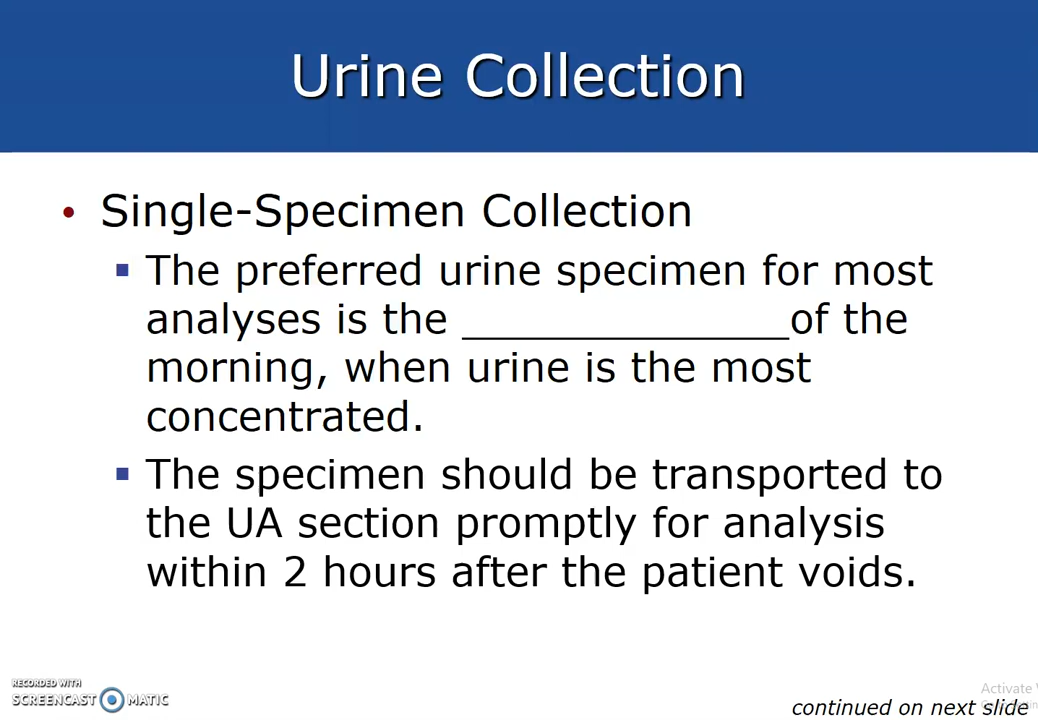 Urine Collection
• Single-Specimen Collection
▪ The preferred urine specimen for most
analyses is the ______________of the
morning, when urine is the most
concentrated.
▪ The specimen should be transported to
the UA section promptly for analysis
within 2 hours after the patient voids.
RECORDED WITH
SCREENCAST MATIC
Activate
continued on next slide